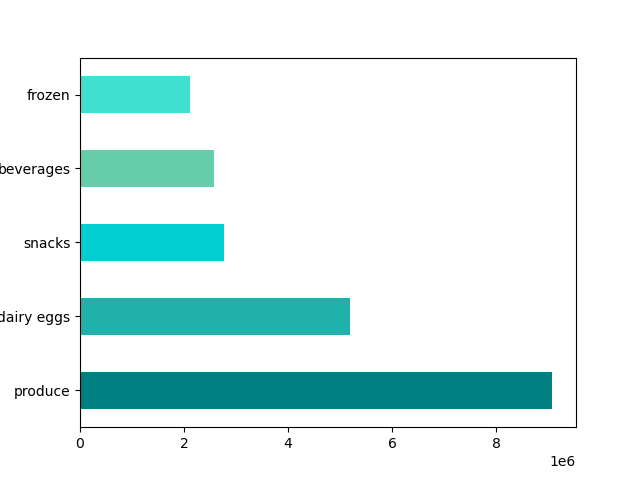 frozen
beverages
snacks
dairy eggs
produce
0 2 4 6 8
1e6